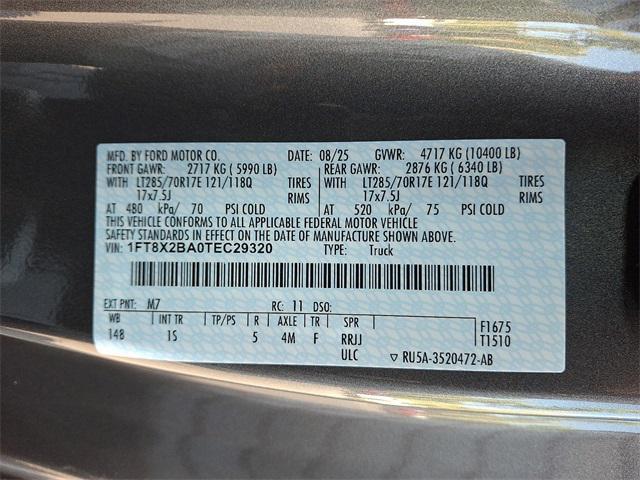 MFD. BY FORD MOTOR CO. DATE: 08/25 GVWR: 4717 KG (10400 LB)
FRONT GAWR: 2717 KG ( 5990 LB) REAR GAWR: 2876 KG ( 6340 LB)
WITH LT285/70R17E 121/118Q TIRES WITH LT285/70R17E 121/118Q TIRES
17x7.5J RIMS 17x7.5J RIMS
AT 480 kPa/ 70 PSI COLD AT 520 kPa/ 75 PSI COLD
THIS VEHICLE CONFORMS TO ALL APPLICABLE FEDERAL MOTOR VEHICLE
SAFETY STANDARDS IN EFFECT ON THE DATE OF MANUFACTURE SHOWN ABOVE.
VIN: 1FT8X2BA0TEC29320 TYPE: Truck
EXT PNT: M7 RC: 11 DSO:
WB INT TR TP/PS R AXLE TR SPR F1675
148 1S 5 4M F RRJJ T1510
ULC ▽ RU5A-3520472-AB